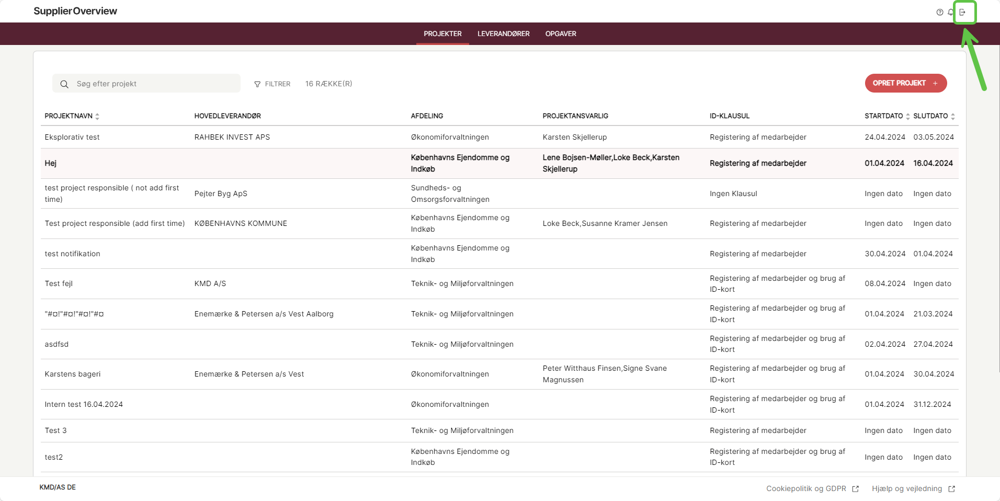 SupplierOverview
PROJEKTER LEVERANDØRER OPGAVER
Søg efter projekt FILTRER 16 RÆKKE(R) OPRET PROJEKT +
PROJEKTNAVN HOVEDLEVERANDØR AFDELING PROJEKTANSVARLIG ID-KLAUSUL STARTDATO SLUTDATO
Eksplorativ test RAHBEK INVEST APS Økonomiforvaltningen Karsten Skjellerup Registering af medarbejder 24.04.2024 03.05.2024
Københavns Ejendomme og Lene Bojsen-Møller,Loke Beck,Karsten
Hej Registering af medarbejder 01.04.2024 16.04.2024
Indkøb Skjellerup
test project responsible ( not add first Sundheds- og
Pejter Byg ApS Ingen Klausul Ingen dato Ingen dato
time) Omsorgsforvaltningen
Københavns Ejendomme og
Test project responsible (add first time) KØBENHAVNS KOMMUNE Loke Beck,Susanne Kramer Jensen Registering af medarbejder Ingen dato Ingen dato
Indkøb
Københavns Ejendomme og
test notifikation Registering af medarbejder 30.04.2024 01.04.2024
Indkøb
Registering af medarbejder og brug af
Test fejl KMD A/S Teknik- og Miljøforvaltningen 08.04.2024 Ingen dato
ID-kort
Registering af medarbejder og brug af
"#¤!"#¤!"#¤!"#¤ Enemærke & Petersen a/s Vest Aalborg Teknik- og Miljøforvaltningen 01.04.2024 21.03.2024
ID-kort
Registering af medarbejder og brug af
asdfsd Teknik- og Miljøforvaltningen 02.04.2024 27.04.2024
ID-kort
Peter Witthaus Finsen,Signe Svane Registering af medarbejder og brug af
Karstens bageri Enemærke & Petersen a/s Vest Økonomiforvaltningen 01.04.2024 30.04.2024
Magnussen ID-kort
Registering af medarbejder og brug af
Intern test 16.04.2024 Økonomiforvaltningen 01.04.2024 31.12.2024
ID-kort
Test 3 Teknik- og Miljøforvaltningen Registering af medarbejder Ingen dato Ingen dato
Københavns Ejendomme og Registering af medarbejder og brug af
test2 Ingen dato Ingen dato
Indkøb ID-kort
KMD/AS DE Cookiepolitik og GDPR Hjælp og vejledning